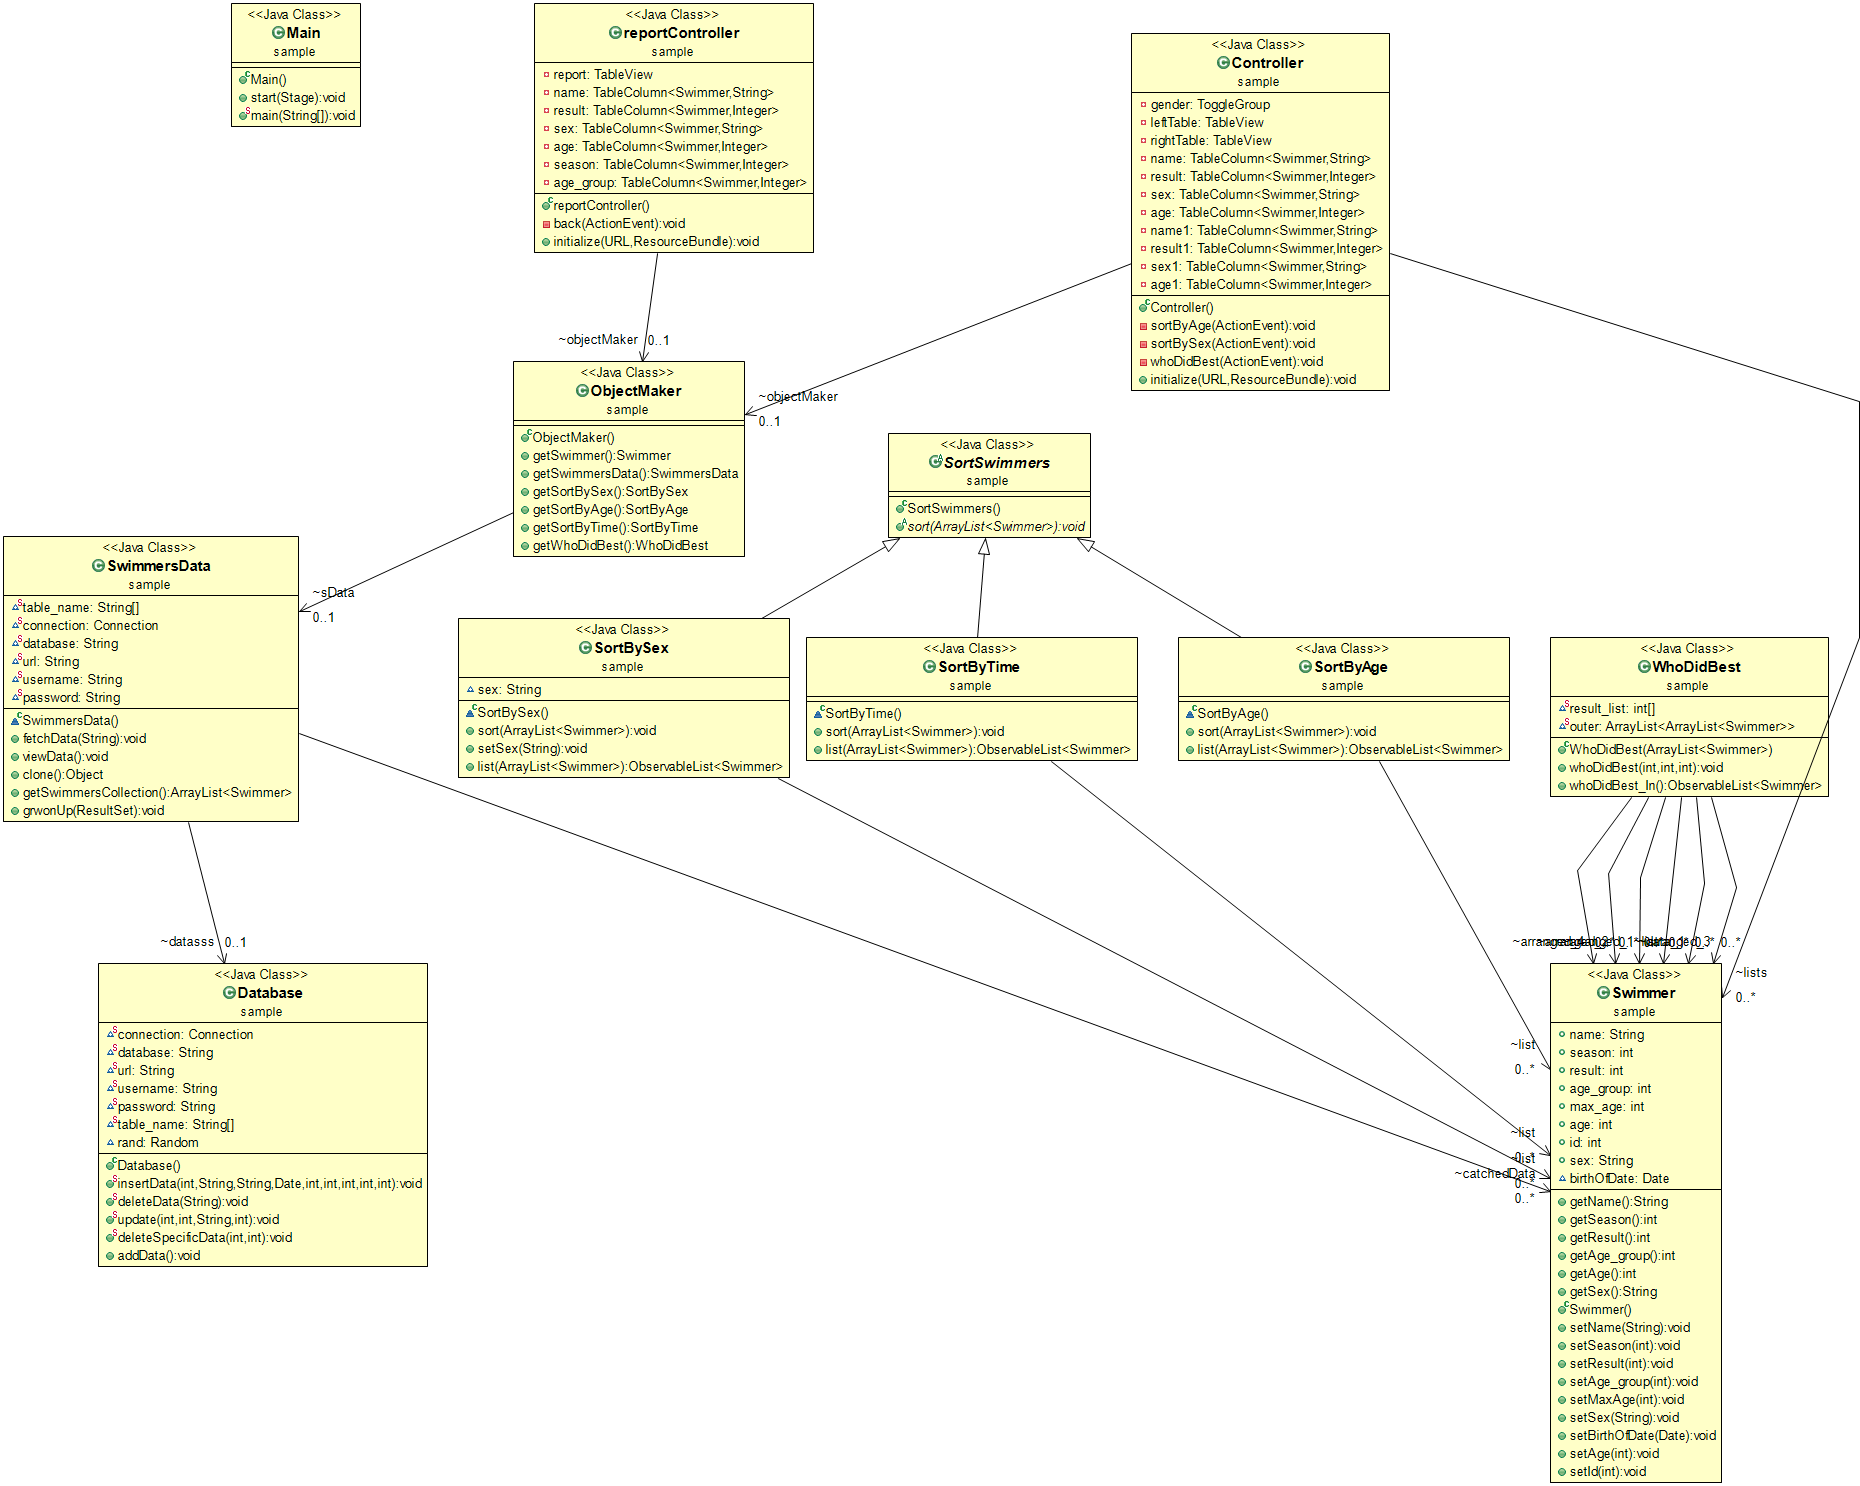 <<Java Class>>
Main
sample
Main()
start(Stage):void
main(String[]):void
<<Java Class>>
reportController
sample
report: TableView
name: TableColumn<Swimmer,String>
result: TableColumn<Swimmer,Integer>
sex: TableColumn<Swimmer,String>
age: TableColumn<Swimmer,Integer>
season: TableColumn<Swimmer,Integer>
age_group: TableColumn<Swimmer,Integer>
reportController()
back(ActionEvent):void
initialize(URL,ResourceBundle):void
<<Java Class>>
Controller
sample
gender: ToggleGroup
leftTable: TableView
rightTable: TableView
name: TableColumn<Swimmer,String>
result: TableColumn<Swimmer,Integer>
sex: TableColumn<Swimmer,String>
age: TableColumn<Swimmer,Integer>
name1: TableColumn<Swimmer,String>
result1: TableColumn<Swimmer,Integer>
sex1: TableColumn<Swimmer,String>
age1: TableColumn<Swimmer,Integer>
Controller()
sortByAge(ActionEvent):void
sortBySex(ActionEvent):void
whoDidBest(ActionEvent):void
initialize(URL,ResourceBundle):void
~objectMaker 0..1
~objectMaker
0..1
<<Java Class>>
ObjectMaker
sample
ObjectMaker()
getSwimmer():Swimmer
getSwimmersData():SwimmersData
getSortBySex():SortBySex
getSortByAge():SortByAge
getSortByTime():SortByTime
getWhoDidBest():WhoDidBest
<<Java Class>>
SortSwimmers
sample
SortSwimmers()
sort(ArrayList<Swimmer>):void
~sData
0..1
<<Java Class>>
SwimmersData
sample
table_name: String[]
connection: Connection
database: String
url: String
username: String
password: String
SwimmersData()
fetchData(String):void
viewData():void
clone():Object
getSwimmersCollection():ArrayList<Swimmer>
grwonUp(ResultSet):void
<<Java Class>>
SortBySex
sample
sex: String
SortBySex()
sort(ArrayList<Swimmer>):void
setSex(String):void
list(ArrayList<Swimmer>):ObservableList<Swimmer>
<<Java Class>>
SortByTime
sample
SortByTime()
sort(ArrayList<Swimmer>):void
list(ArrayList<Swimmer>):ObservableList<Swimmer>
<<Java Class>>
SortByAge
sample
SortByAge()
sort(ArrayList<Swimmer>):void
list(ArrayList<Swimmer>):ObservableList<Swimmer>
<<Java Class>>
WhoDidBest
sample
result_list: int[]
outer: ArrayList<ArrayList<Swimmer>>
WhoDidBest(ArrayList<Swimmer>)
whoDidBest(int,int,int):void
whoDidBest_In():ObservableList<Swimmer>
~datasss 0..1
0..*
~lists
0..*
~list
0..*
~list
~list
~catchedData
0..*
0..*
<<Java Class>>
Database
sample
connection: Connection
database: String
url: String
username: String
password: String
table_name: String[]
rand: Random
Database()
insertData(int,String,String,Date,int,int,int,int,int):void
deleteData(String):void
update(int,int,String,int):void
deleteSpecificData(int,int):void
addData():void
<<Java Class>>
Swimmer
sample
name: String
season: int
result: int
age_group: int
max_age: int
age: int
id: int
sex: String
birthOfDate: Date
getName():String
getSeason():int
getResult():int
getAge_group():int
getAge():int
getSex():String
Swimmer()
setName(String):void
setSeason(int):void
setResult(int):void
setAge_group(int):void
setMaxAge(int):void
setSex(String):void
setBirthOfDate(Date):void
setAge(int):void
setId(int):void